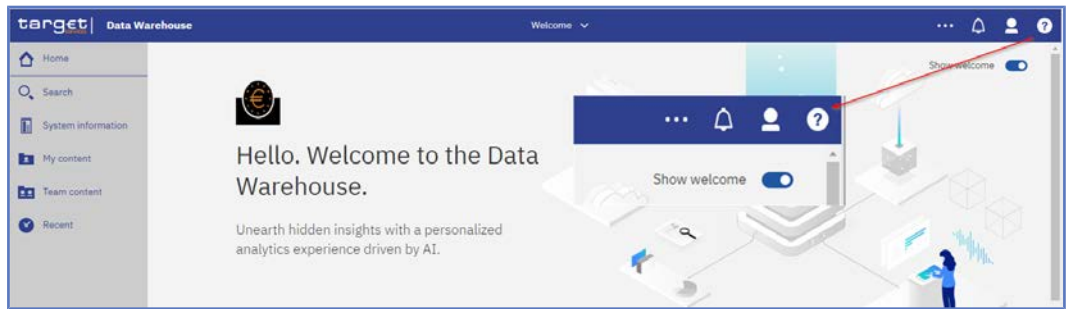 target | Data Warehouse
Welcome
Home
Show welcome
Search
System information
My content
Team content
Recent
Hello. Welcome to the Data
Warehouse.
Unearth hidden insights with a personalized
analytics experience driven by AI.
Show welcome